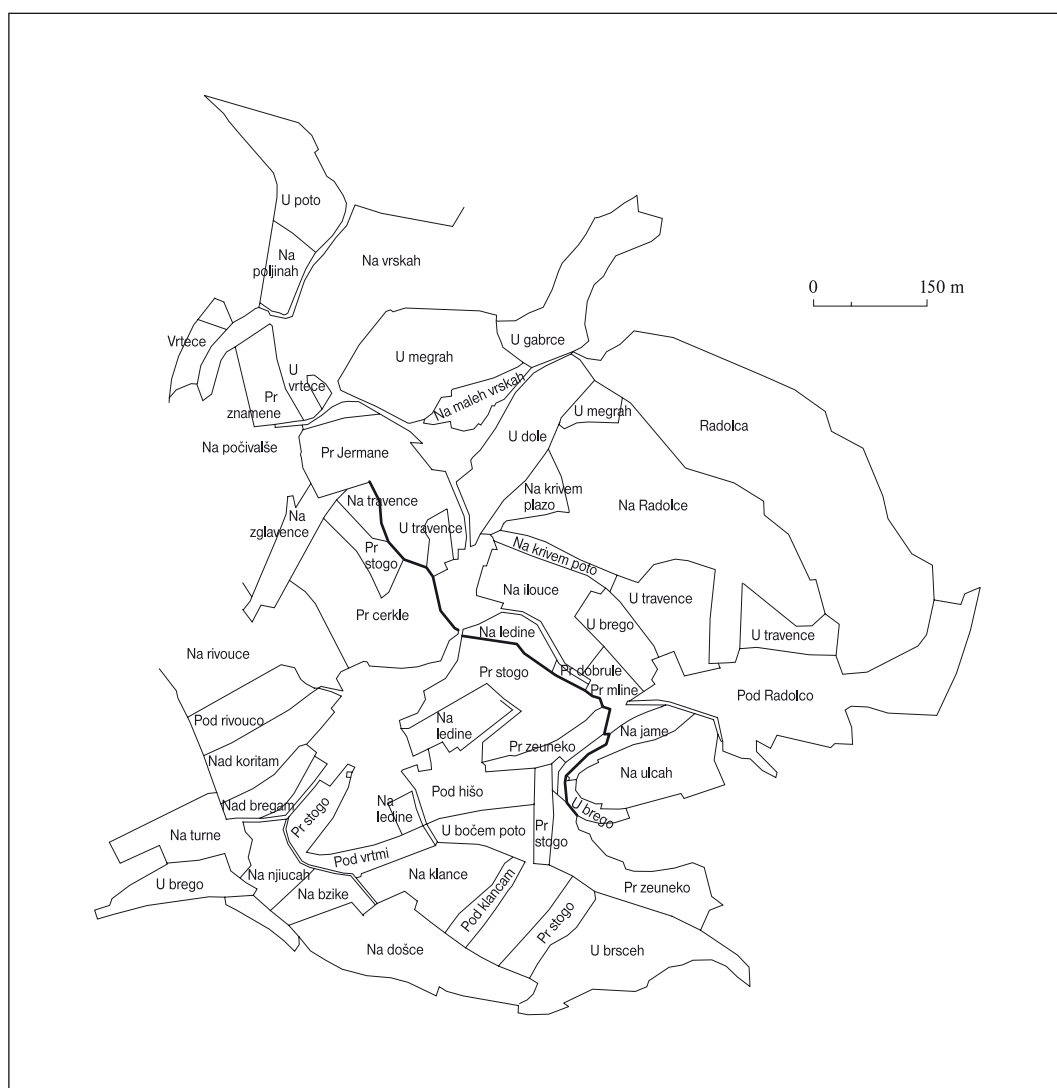 U poto
Na
poljinah
Na vrskah
0 150 m
Vrtece
U gabrce
U megrah
U
vrtece
Na maleh vrskah
Pr
znamene
U megrah
Radolca
U dole
Na počivalše
Pr Jermane
Na krivem
plazo
Na travence
Na Radolce
Na
zglavence
U travence
Pr
stogo
Na krivem poto
Na ilouce
U travence
Pr cerkle
U brego
Na ledine
U travence
Na rivouce
Pr stogo
Pr dobrule
Pr mline
Pod Radolco
Pod rivouco
Na
ledine
Na jame
Pr zeuneko
Nad koritam
Na ulcah
Pod hišo
Nad bregam
Na
ledine
U brego
Pr stogo
Na turne
U bočem poto
Pr
stogo
Pod vrtmi
Na njiucah
Na klance
U brego
Na bzike
Pr zeuneko
Pod klancam
Pr stogo
Na došce
U brsceh